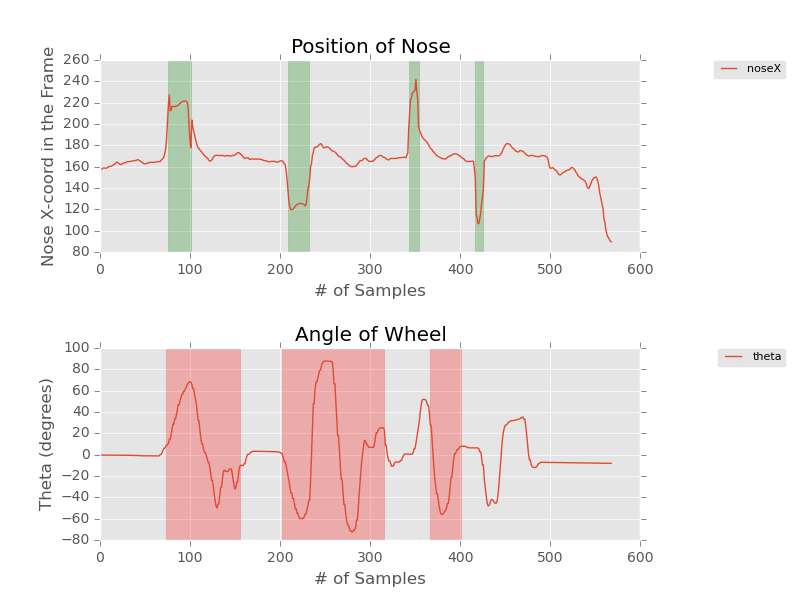 Position of Nose
Nose X-coord in the Frame
260
240
220
200
180
160
140
120
100
80
0 100 200 300 400 500 600
# of Samples
noseX
Angle of Wheel
Theta (degrees)
100
80
60
40
20
0
−20
−40
−60
−80
0 100 200 300 400 500 600
# of Samples
theta